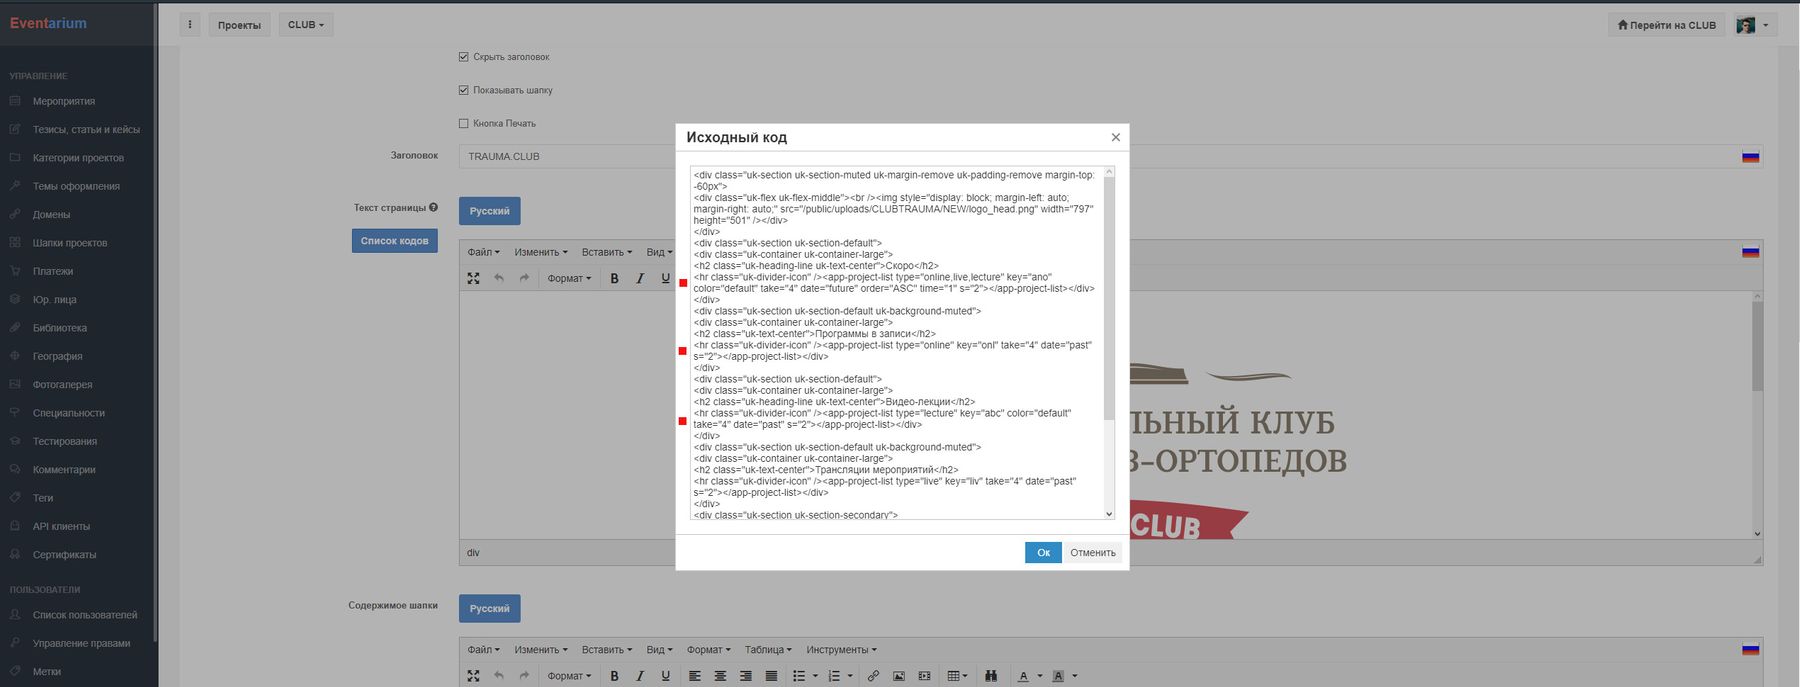 Eventarium
Проекты
CLUB
Перейти на CLUB
УПРАВЛЕНИЕ
Мероприятия
Тезисы, статьи и кейсы
Категории проектов
Темы оформления
Домены
Шапки проектов
Платежи
Юр. лица
Библиотека
География
Фотогалерея
Специальности
Тестирования
Комментарии
Теги
API клиенты
Сертификаты
ПОЛЬЗОВАТЕЛИ
Список пользователей
Управление правами
Метки
Скрыть заголовок
Показывать шапку
Кнопка Печать
Заголовок
TRAUMA.CLUB
Текст страницы
Русский
Список кодов
Файл Изменить Вставить Вид
Формат B I U
Исходный код
<div class="uk-section uk-section-muted uk-margin-remove uk-padding-remove margin-top:
-60px">
<div class="uk-flex uk-flex-middle"><br /><img style="display: block; margin-left: auto;
margin-right: auto;" src="/public/uploads/CLUBTRAUMA/NEW/logo_head.png" width="797"
height="501" /></div>
</div>
<div class="uk-section uk-section-default">
<div class="uk-container uk-container-large">
<h2 class="uk-heading-line uk-text-center">Скоро</h2>
<hr class="uk-divider-icon" /><app-project-list type="online,live,lecture" key="ano"
color="default" take="4" date="future" order="ASC" time="1" s="2"></app-project-list></div>
</div>
<div class="uk-section uk-section-default uk-background-muted">
<div class="uk-container uk-container-large">
<h2 class="uk-text-center">Программы в записи</h2>
<hr class="uk-divider-icon" /><app-project-list type="online" key="onl" take="4" date="past"
s="2"></app-project-list></div>
</div>
<div class="uk-section uk-section-default">
<div class="uk-container uk-container-large">
<h2 class="uk-heading-line uk-text-center">Видео-лекции</h2>
<hr class="uk-divider-icon" /><app-project-list type="lecture" key="abc" color="default"
take="4" date="past" s="2"></app-project-list></div>
</div>
<div class="uk-section uk-section-default uk-background-muted">
<div class="uk-container uk-container-large">
<h2 class="uk-text-center">Трансляции мероприятий</h2>
<hr class="uk-divider-icon" /><app-project-list type="live" key="liv" take="4" date="past"
s="2"></app-project-list></div>
</div>
<div class="uk-section uk-section-secondary">
Ок
Отменить
ЛЬНЫЙ КЛУБ
В-ОРТОПЕДОВ
CLUB
div
Содержимое шапки
Русский
Файл Изменить Вставить Вид Формат Таблица Инструменты
Формат B I U A A